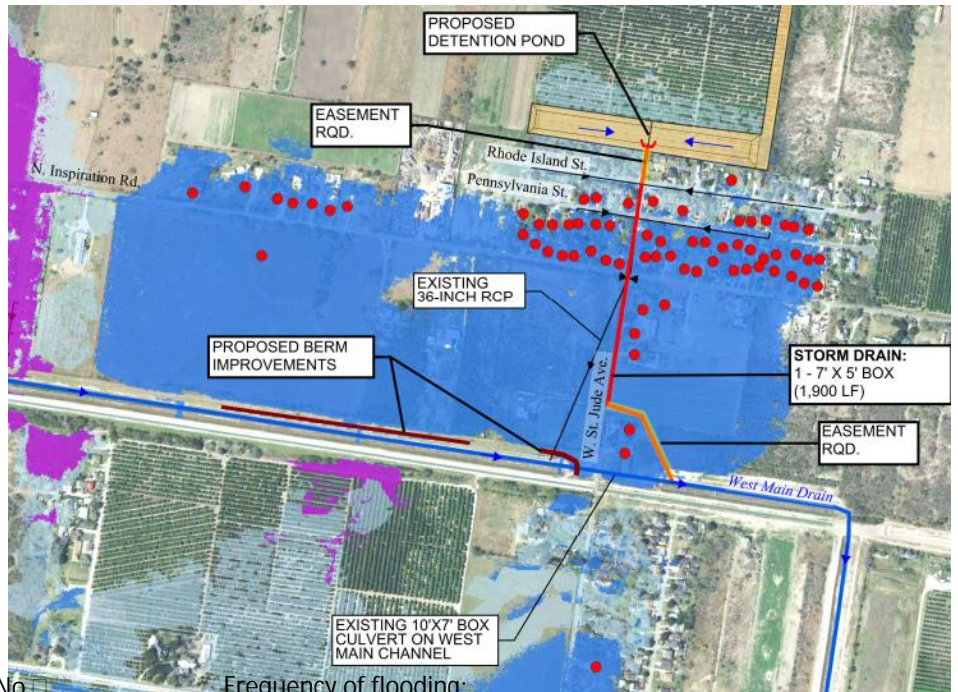 PROPOSED
DETENTION POND
EASEMENT
RQD.
Rhode Island St.
Pennsylvania St.
N. Inspiration Rd.
EXISTING
36-INCH RCP
PROPOSED BERM
IMPROVEMENTS
W. St. Jude Ave.
STORM DRAIN:
1 - 7' X 5' BOX
(1,900 LF)
EASEMENT
RQD.
West Main Drain
EXISTING 10'X7' BOX
CULVERT ON WEST
MAIN CHANNEL
No
Frequency of flooding: